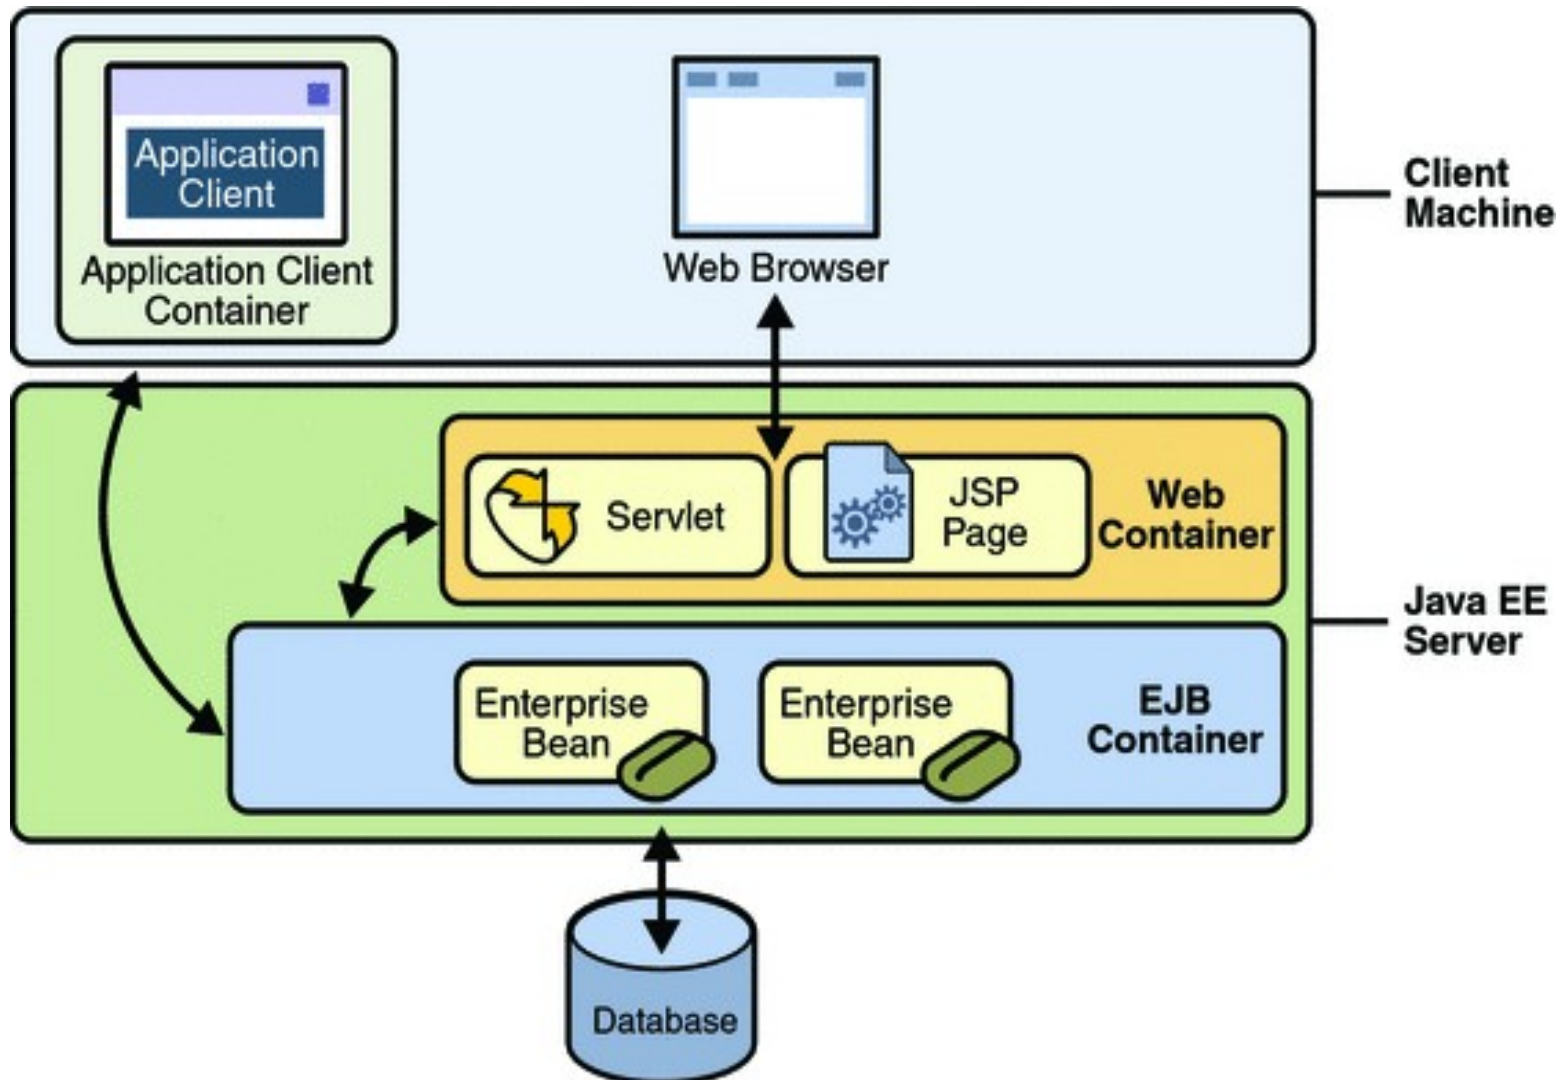 Application
Client
Application Client
Container
Web Browser
Client
Machine
Servlet
JSP
Page
Web
Container
Java EE
Server
Enterprise
Bean
Enterprise
Bean
EJB
Container
Database